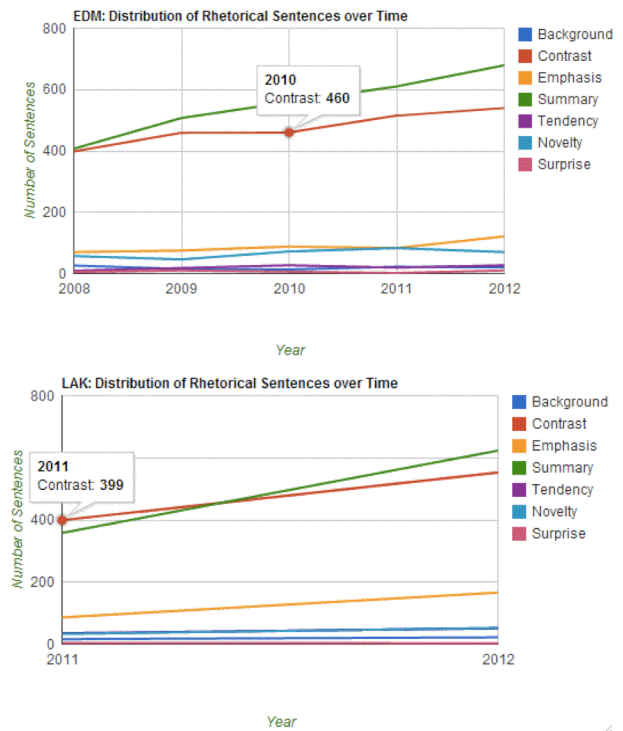 EDM: Distribution of Rhetorical Sentences over Time
800
600
400
200
0
Number of Sentences
2010
Contrast: 460
2008 2009 2010 2011 2012
Year
Background
Contrast
Emphasis
Summary
Tendency
Novelty
Surprise
LAK: Distribution of Rhetorical Sentences over Time
800
400
200
0
Number of Sentences
2011
Contrast: 399
2011 2012
Year
Background
Contrast
Emphasis
Summary
Tendency
Novelty
Surprise